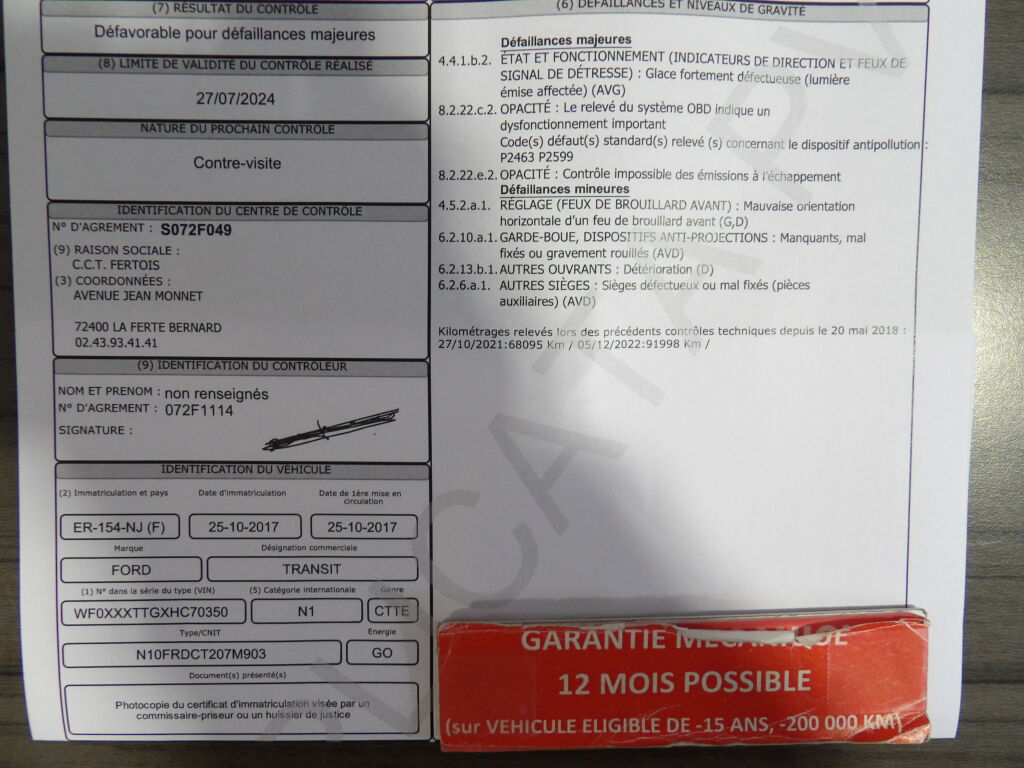 (7) RÉSULTAT DU CONTRÔLE
Défavorable pour défaillances majeures
(8) LIMITE DE VALIDITÉ DU CONTRÔLE RÉALISÉ
27/07/2024
NATURE DU PROCHAIN CONTRÔLE
Contre-visite
IDENTIFICATION DU CENTRE DE CONTRÔLE
N° D'AGREMENT : S072F049
(9) RAISON SOCIALE :
C.C.T. FERTOIS
(3) COORDONNÉES :
AVENUE JEAN MONNET
72400 LA FERTE BERNARD
02.43.93.41.41
(9) IDENTIFICATION DU CONTRÔLEUR
NOM ET PRENOM : non renseignés
N° D'AGREMENT : 072F1114
SIGNATURE :
IDENTIFICATION DU VÉHICULE
(2) Immatriculation et pays Date d'immatriculation Date de 1ère mise en circulation
ER-154-NJ (F) 25-10-2017 25-10-2017
Marque Désignation commerciale
FORD TRANSIT
(1) N° dans la série du type (VIN) (5) Catégorie internationale Genre
WF0XXXTTGXHC70350 N1 CTTE
Type/CNIT Energie
N10FRDCT207M903 GO
Document(s) présenté(s)
Photocopie du certificat d'immatriculation visée par un
commissaire-priseur ou un huissier de justice
(6) DÉFAILLANCES ET NIVEAUX DE GRAVITÉ
Défaillances majeures
4.4.1.b.2. ÉTAT ET FONCTIONNEMENT (INDICATEURS DE DIRECTION ET FEUX DE
SIGNAL DE DÉTRESSE) : Glace fortement défectueuse (lumière
émise affectée) (AVG)
8.2.22.c.2. OPACITÉ : Le relevé du système OBD indique un
dysfonctionnement important
Code(s) défaut(s) standard(s) relevé (s) concernant le dispositif antipollution :
P2463 P2599
8.2.22.e.2. OPACITÉ : Contrôle impossible des émissions à l'échappement
Défaillances mineures
4.5.2.a.1. RÉGLAGE (FEUX DE BROUILLARD AVANT) : Mauvaise orientation
horizontale d'un feu de brouillard avant (G,D)
6.2.10.a.1. GARDE-BOUE, DISPOSITIFS ANTI-PROJECTIONS : Manquants, mal
fixés ou gravement rouillés (AVD)
6.2.13.b.1. AUTRES OUVRANTS : Détérioration (D)
6.2.6.a.1. AUTRES SIÈGES : Sièges défectueux ou mal fixés (pièces
auxiliaires) (AVD)
Kilométrages relevés lors des précédents contrôles techniques depuis le 20 mai 2018 :
27/10/2021:68095 Km / 05/12/2022:91998 Km /
GARANTIE MECANIQUE
12 MOIS POSSIBLE
(sur VEHICULE ELIGIBLE DE -15 ANS, -200 000 KM)